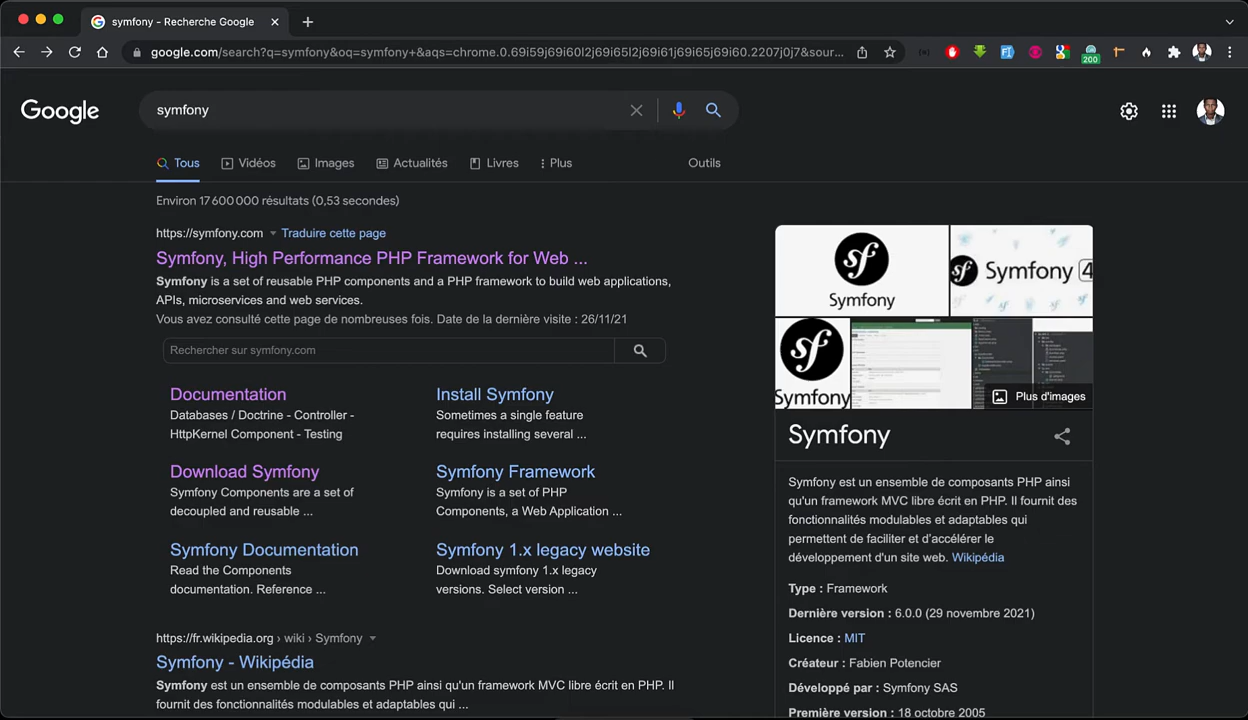 symfony - Recherche Google
google.com/search?q=symfony&oq=symfony+&aqs=chrome.0.69i59j69i60l2j69i65l2j69i61j69i65j69i60.2207j0j7&sour...
200
Google
symfony
Tous Vidéos Images Actualités Livres Plus Outils
Environ 17 600 000 résultats (0,53 secondes)
https://symfony.com Traduire cette page
Symfony, High Performance PHP Framework for Web ...
Symfony is a set of reusable PHP components and a PHP framework to build web applications,
APIs, microservices and web services.
Vous avez consulté cette page de nombreuses fois. Date de la dernière visite : 26/11/21
Rechercher sur symfony.com
Documentation
Databases / Doctrine - Controller -
HttpKernel Component - Testing
Install Symfony
Sometimes a single feature
requires installing several ...
Download Symfony
Symfony Components are a set of
decoupled and reusable ...
Symfony Framework
Symfony is a set of PHP
Components, a Web Application ...
Symfony Documentation
Read the Components
documentation. Reference ...
Symfony 1.x legacy website
Download symfony 1.x legacy
versions. Select version ...
https://fr.wikipedia.org › wiki › Symfony
Symfony - Wikipédia
Symfony est un ensemble de composants PHP ainsi qu'un framework MVC libre écrit en PHP. Il
fournit des fonctionnalités modulables et adaptables qui ...
sf
Symfony
sf Symfony 4
sf
Symfony
Plus d'images
Symfony
Symfony est un ensemble de composants PHP ainsi
qu'un framework MVC libre écrit en PHP. Il fournit des
fonctionnalités modulables et adaptables qui
permettent de faciliter et d'accélérer le
développement d'un site web. Wikipédia
Type : Framework
Dernière version : 6.0.0 (29 novembre 2021)
Licence : MIT
Créateur : Fabien Potencier
Développé par : Symfony SAS
Première version : 18 octobre 2005